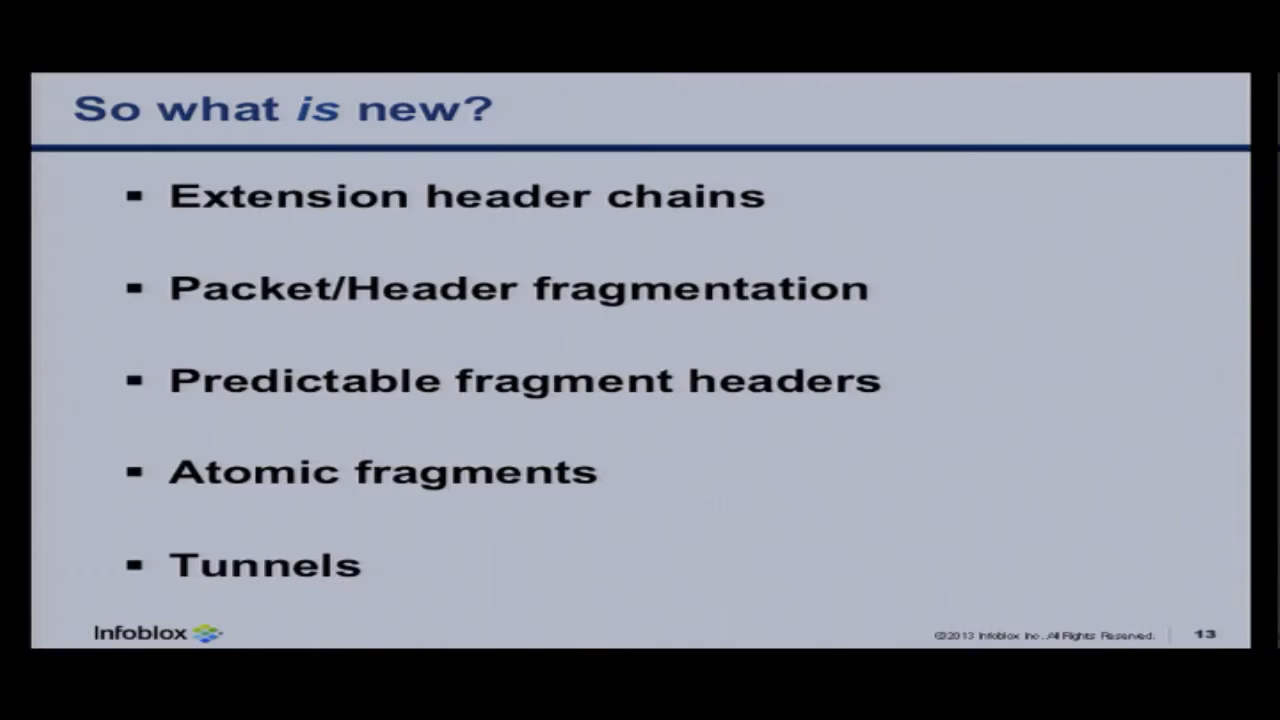 So what is new?
▪ Extension header chains
▪ Packet/Header fragmentation
▪ Predictable fragment headers
▪ Atomic fragments
▪ Tunnels
Infoblox
©2013 Infoblox Inc. All Rights Reserved. 13